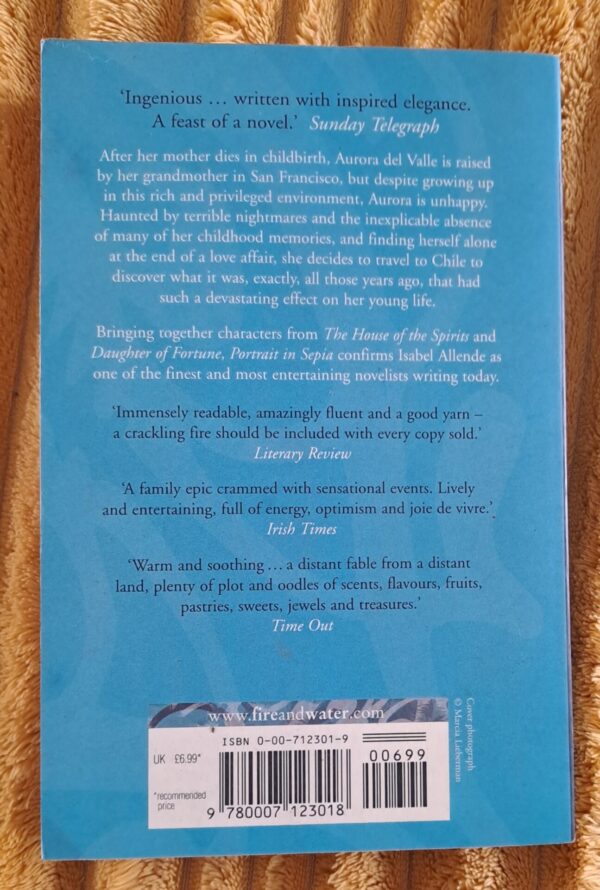 ‘Ingenious … written with inspired elegance.
A feast of a novel.’ Sunday Telegraph
After her mother dies in childbirth, Aurora del Valle is raised
by her grandmother in San Francisco, but despite growing up
in this rich and privileged environment, Aurora is unhappy.
Haunted by terrible nightmares and the inexplicable absence
of many of her childhood memories, and finding herself alone
at the end of a love affair, she decides to travel to Chile to
discover what it was, exactly, all those years ago, that had
such a devastating effect on her young life.
Bringing together characters from The House of the Spirits and
Daughter of Fortune, Portrait in Sepia confirms Isabel Allende as
one of the finest and most entertaining novelists writing today.
‘Immensely readable, amazingly fluent and a good yarn –
a crackling fire should be included with every copy sold.’
Literary Review
‘A family epic crammed with sensational events. Lively
and entertaining, full of energy, optimism and joie de vivre.’
Irish Times
‘Warm and soothing … a distant fable from a distant
land, plenty of plot and oodles of scents, flavours, fruits,
pastries, sweets, jewels and treasures.’
Time Out
www.fireandwater.com
ISBN 0-00-712301-9
UK £6.99*
*recommended
price
00699
9 780007 123018
Cover photograph
© Marcia Lieberman